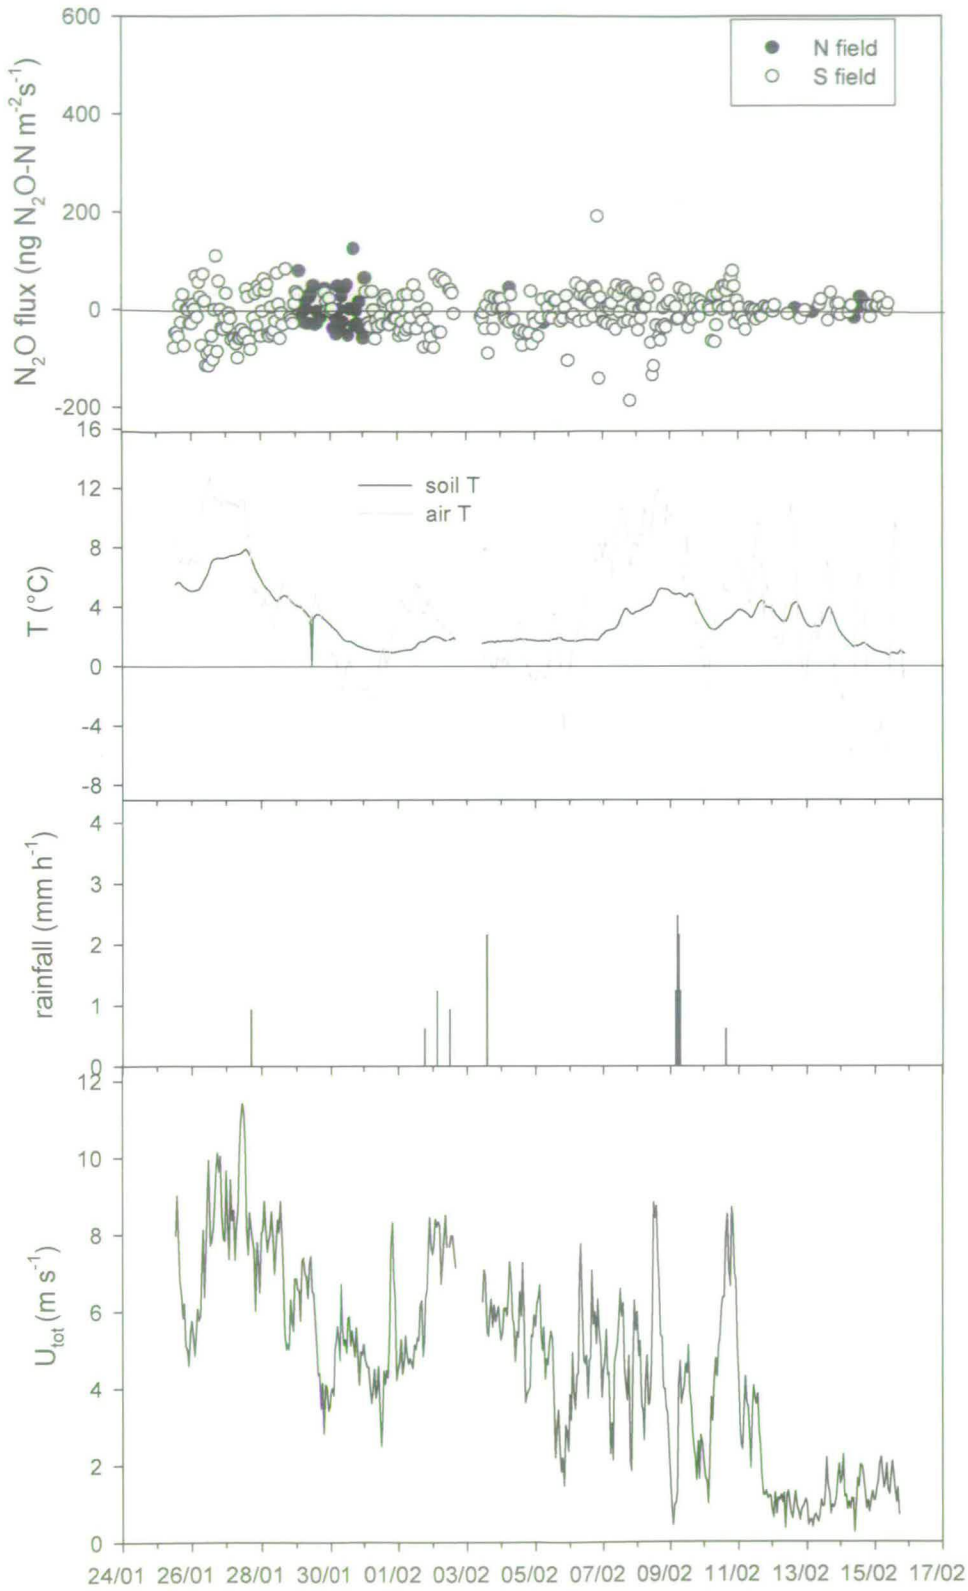 600
400
200
0
-200
N₂O flux (ng N₂O-N m⁻²s⁻¹)
N field
S field
16
12
8
4
0
-4
-8
T (°C)
soil T
air T
4
3
2
1
0
rainfall (mm h⁻¹)
12
10
8
6
4
2
0
Uₜₒₜ (m s⁻¹)
24/01 26/01 28/01 30/01 01/02 03/02 05/02 07/02 09/02 11/02 13/02 15/02 17/02